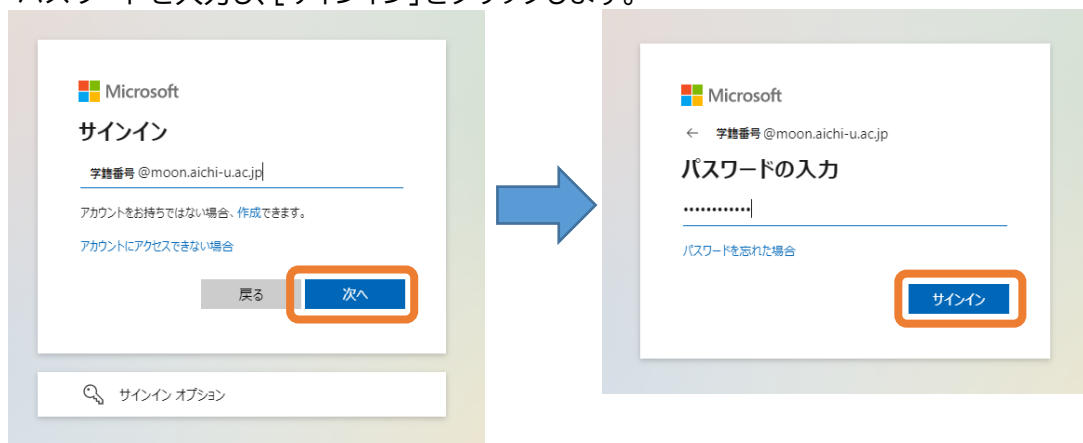 パスワードを入力し、[サインイン]をクリックします。
Microsoft
サインイン
学籍番号 @moon.aichi-u.ac.jp
アカウントをお持ちではない場合、作成できます。
アカウントにアクセスできない場合
戻る
次へ
サインイン オプション
Microsoft
← 学籍番号 @moon.aichi-u.ac.jp
パスワードの入力
••••••••••••
パスワードを忘れた場合
サインイン